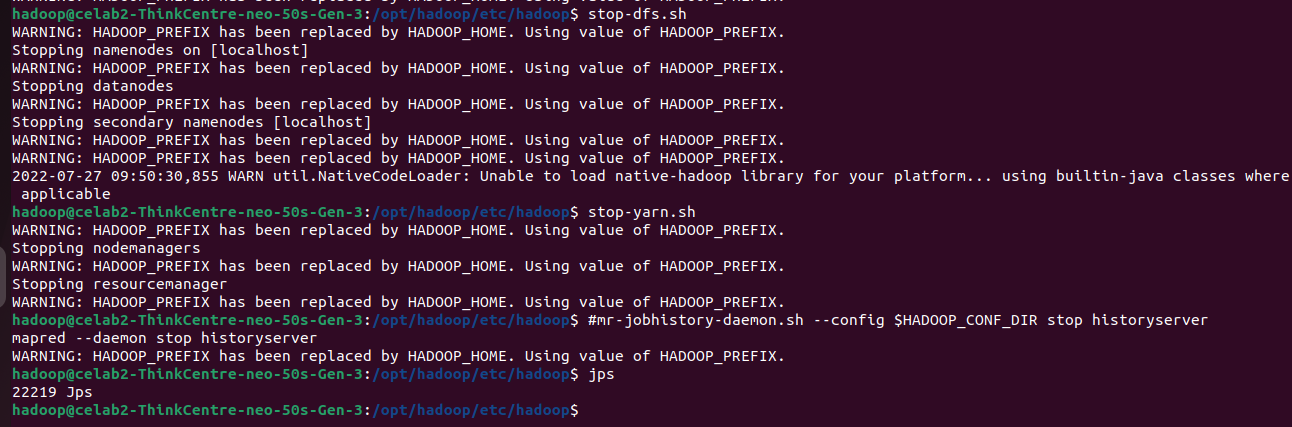 WARNING: HADOOP_PREFIX has been replaced by HADOOP_HOME. Using value of HADOOP_PREFIX.
hadoop@celab2-ThinkCentre-neo-50s-Gen-3:/opt/hadoop/etc/hadoop$ stop-dfs.sh
WARNING: HADOOP_PREFIX has been replaced by HADOOP_HOME. Using value of HADOOP_PREFIX.
Stopping namenodes on [localhost]
WARNING: HADOOP_PREFIX has been replaced by HADOOP_HOME. Using value of HADOOP_PREFIX.
Stopping datanodes
WARNING: HADOOP_PREFIX has been replaced by HADOOP_HOME. Using value of HADOOP_PREFIX.
Stopping secondary namenodes [localhost]
WARNING: HADOOP_PREFIX has been replaced by HADOOP_HOME. Using value of HADOOP_PREFIX.
WARNING: HADOOP_PREFIX has been replaced by HADOOP_HOME. Using value of HADOOP_PREFIX.
2022-07-27 09:50:30,855 WARN util.NativeCodeLoader: Unable to load native-hadoop library for your platform... using builtin-java classes where
 applicable
hadoop@celab2-ThinkCentre-neo-50s-Gen-3:/opt/hadoop/etc/hadoop$ stop-yarn.sh
WARNING: HADOOP_PREFIX has been replaced by HADOOP_HOME. Using value of HADOOP_PREFIX.
Stopping nodemanagers
WARNING: HADOOP_PREFIX has been replaced by HADOOP_HOME. Using value of HADOOP_PREFIX.
Stopping resourcemanager
WARNING: HADOOP_PREFIX has been replaced by HADOOP_HOME. Using value of HADOOP_PREFIX.
hadoop@celab2-ThinkCentre-neo-50s-Gen-3:/opt/hadoop/etc/hadoop$ #mr-jobhistory-daemon.sh --config $HADOOP_CONF_DIR stop historyserver
mapred --daemon stop historyserver
WARNING: HADOOP_PREFIX has been replaced by HADOOP_HOME. Using value of HADOOP_PREFIX.
hadoop@celab2-ThinkCentre-neo-50s-Gen-3:/opt/hadoop/etc/hadoop$ jps
22219 Jps
hadoop@celab2-ThinkCentre-neo-50s-Gen-3:/opt/hadoop/etc/hadoop$